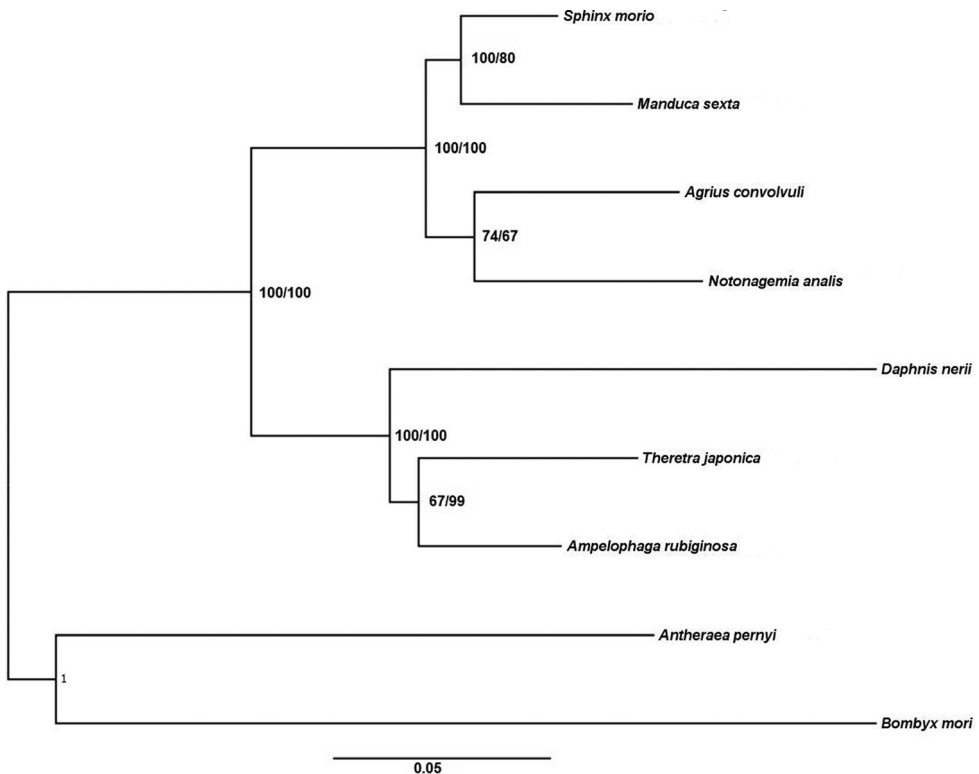 Sphinx morio
100/80
Manduca sexta
100/100
Agrius convolvuli
74/67
Notonagemia analis
100/100
Daphnis nerii
100/100
Theretra japonica
67/99
Ampelophaga rubiginosa
Antheraea pernyi
1
Bombyx mori
0.05